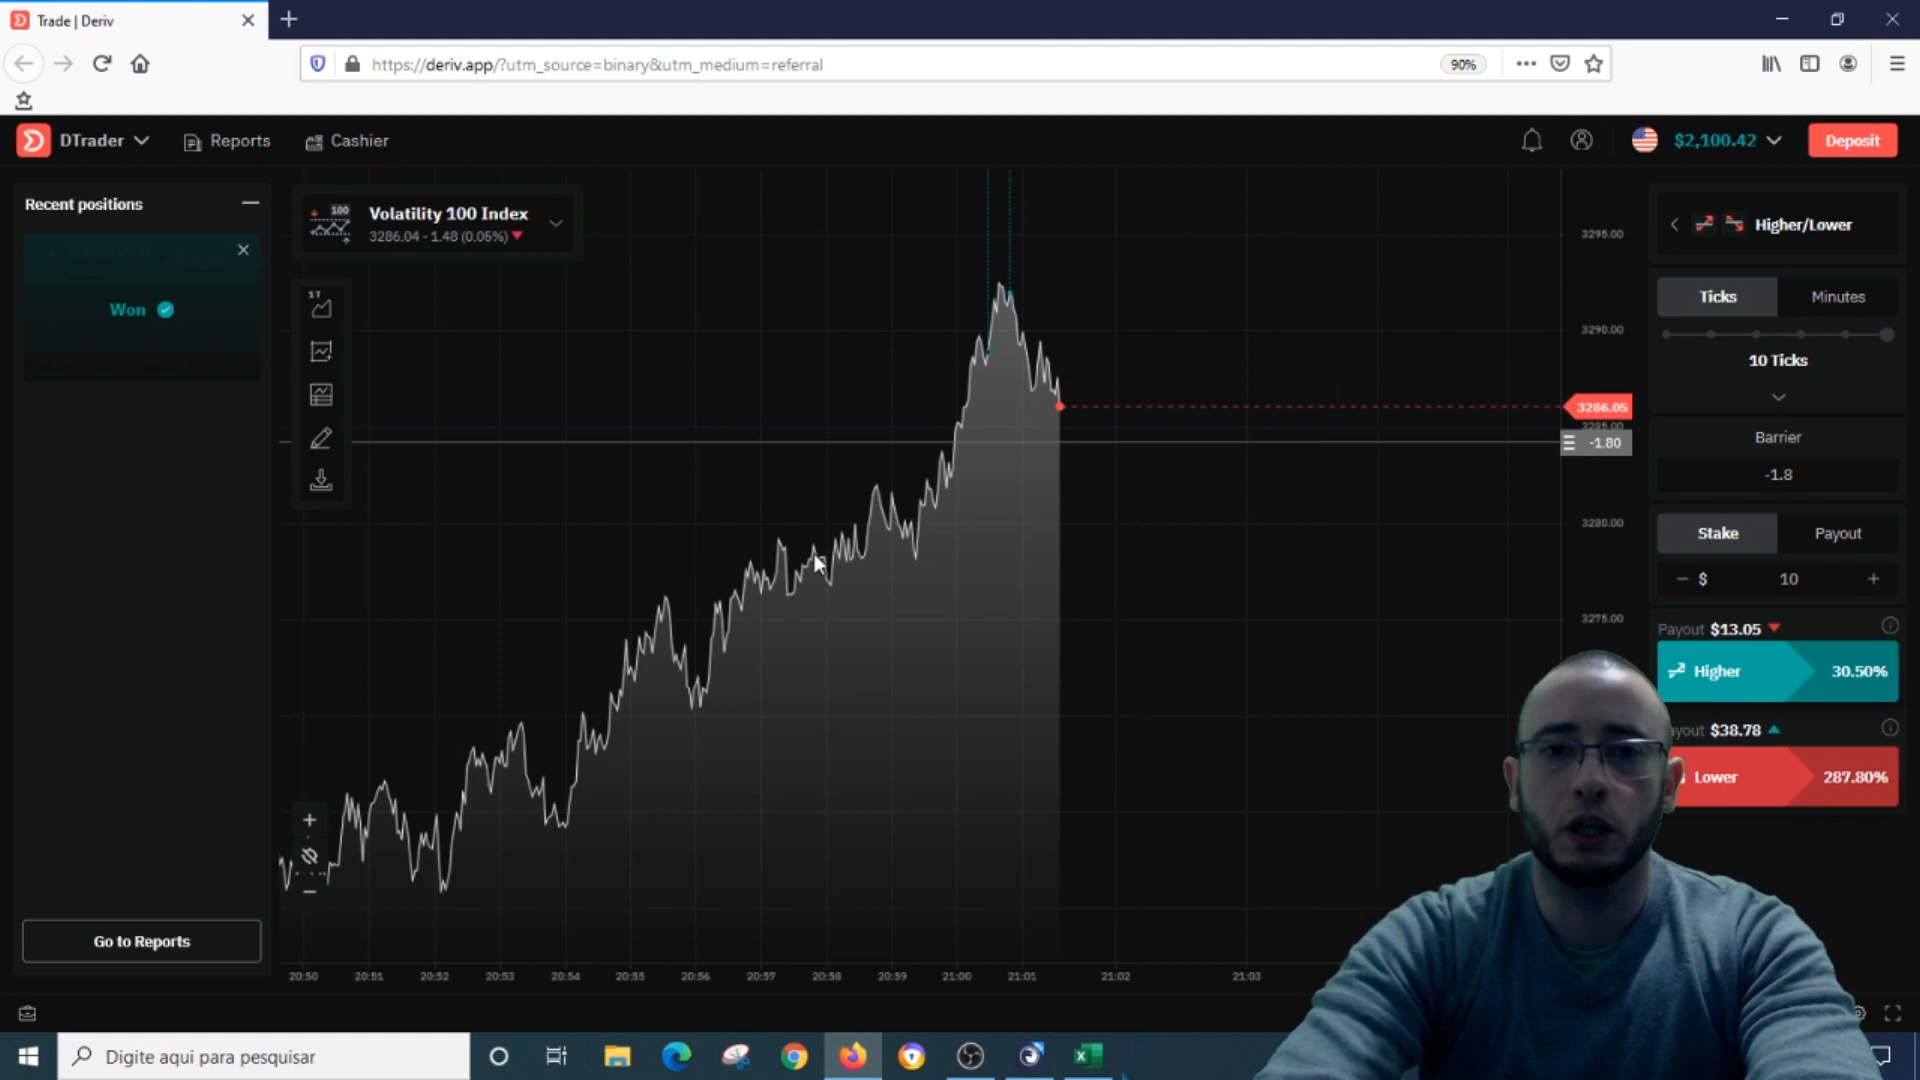 Trade | Deriv
https://deriv.app/?utm_source=binary&utm_medium=referral
90%
DTrader
Reports
Cashier
$2,100.42
Deposit
Recent positions
Won
Go to Reports
100
Volatility 100 Index
3286.04 - 1.48 (0.05%)
1T
3295.00
3290.00
3286.05
3285.00
-1.80
3280.00
3275.00
20:50 20:51 20:52 20:53 20:54 20:55 20:56 20:57 20:58 20:59 21:00 21:01 21:02 21:03
Higher/Lower
Ticks Minutes
10 Ticks
Barrier
-1.8
Stake Payout
- $ 10 +
Payout $13.05
Higher 30.50%
$38.78
Lower 287.80%
Digite aqui para pesquisar